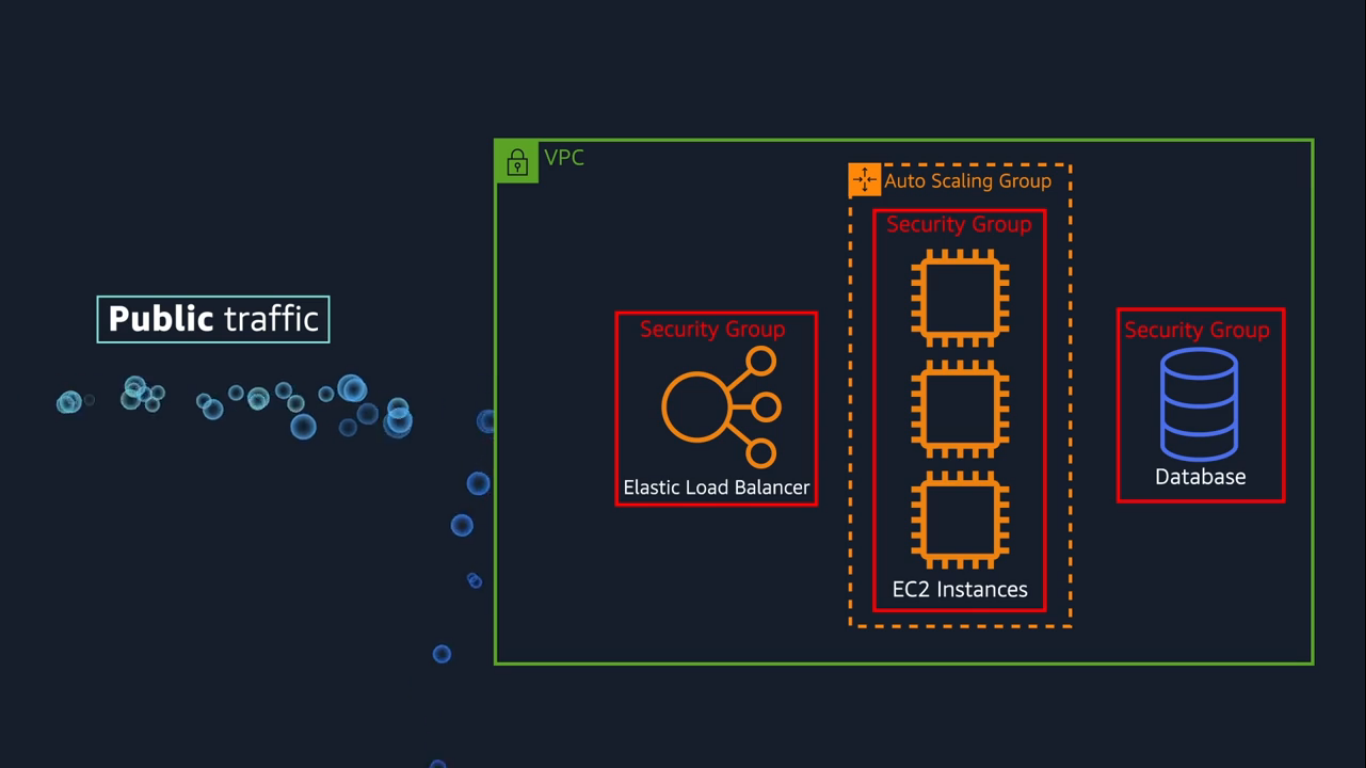 Public traffic
VPC
Auto Scaling Group
Security Group
EC2 Instances
Security Group
Elastic Load Balancer
Security Group
Database